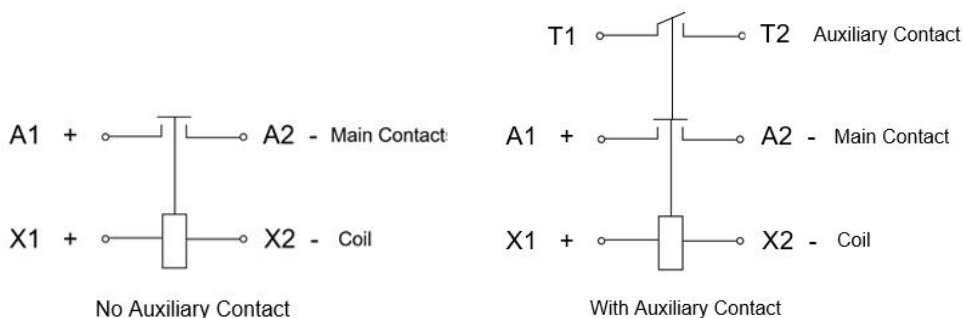 T1 T2 Auxiliary Contact
A1 + A2 - Main Contacts
A1 + A2 - Main Contact
X1 + X2 - Coil
X1 + X2 - Coil
No Auxiliary Contact
With Auxiliary Contact